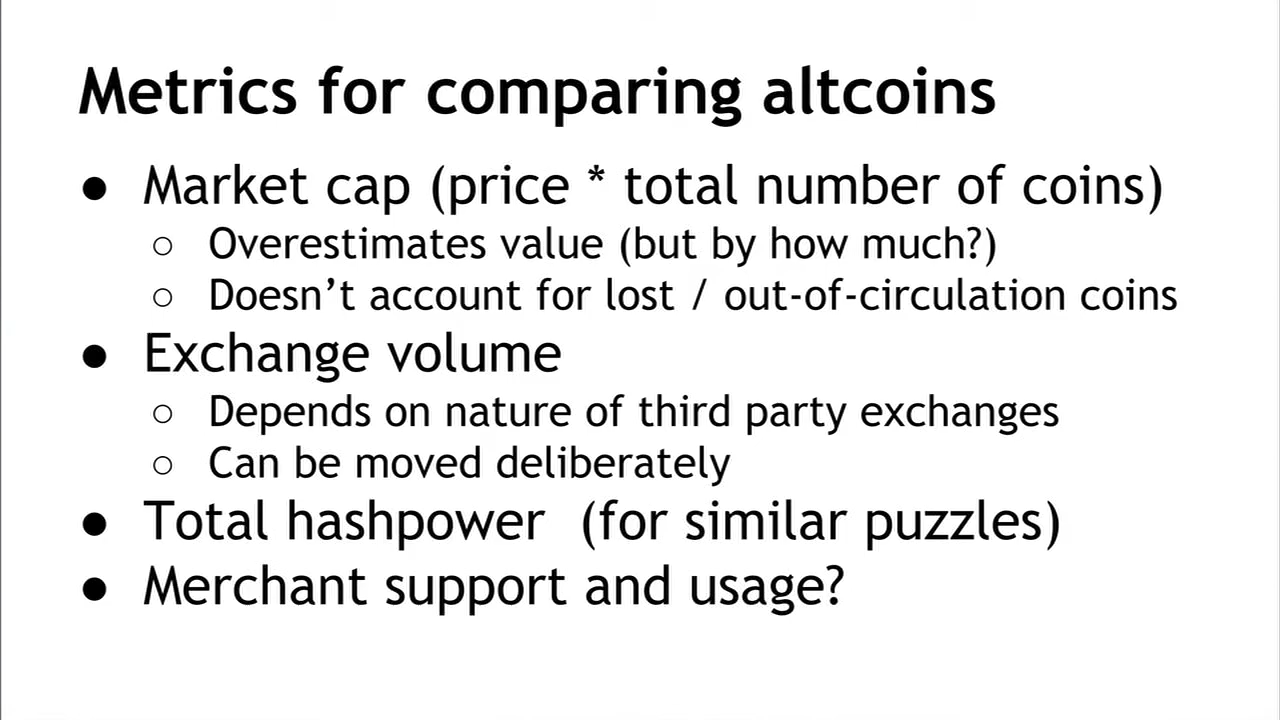 Metrics for comparing altcoins
● Market cap (price * total number of coins)
○ Overestimates value (but by how much?)
○ Doesn’t account for lost / out-of-circulation coins
● Exchange volume
○ Depends on nature of third party exchanges
○ Can be moved deliberately
● Total hashpower (for similar puzzles)
● Merchant support and usage?